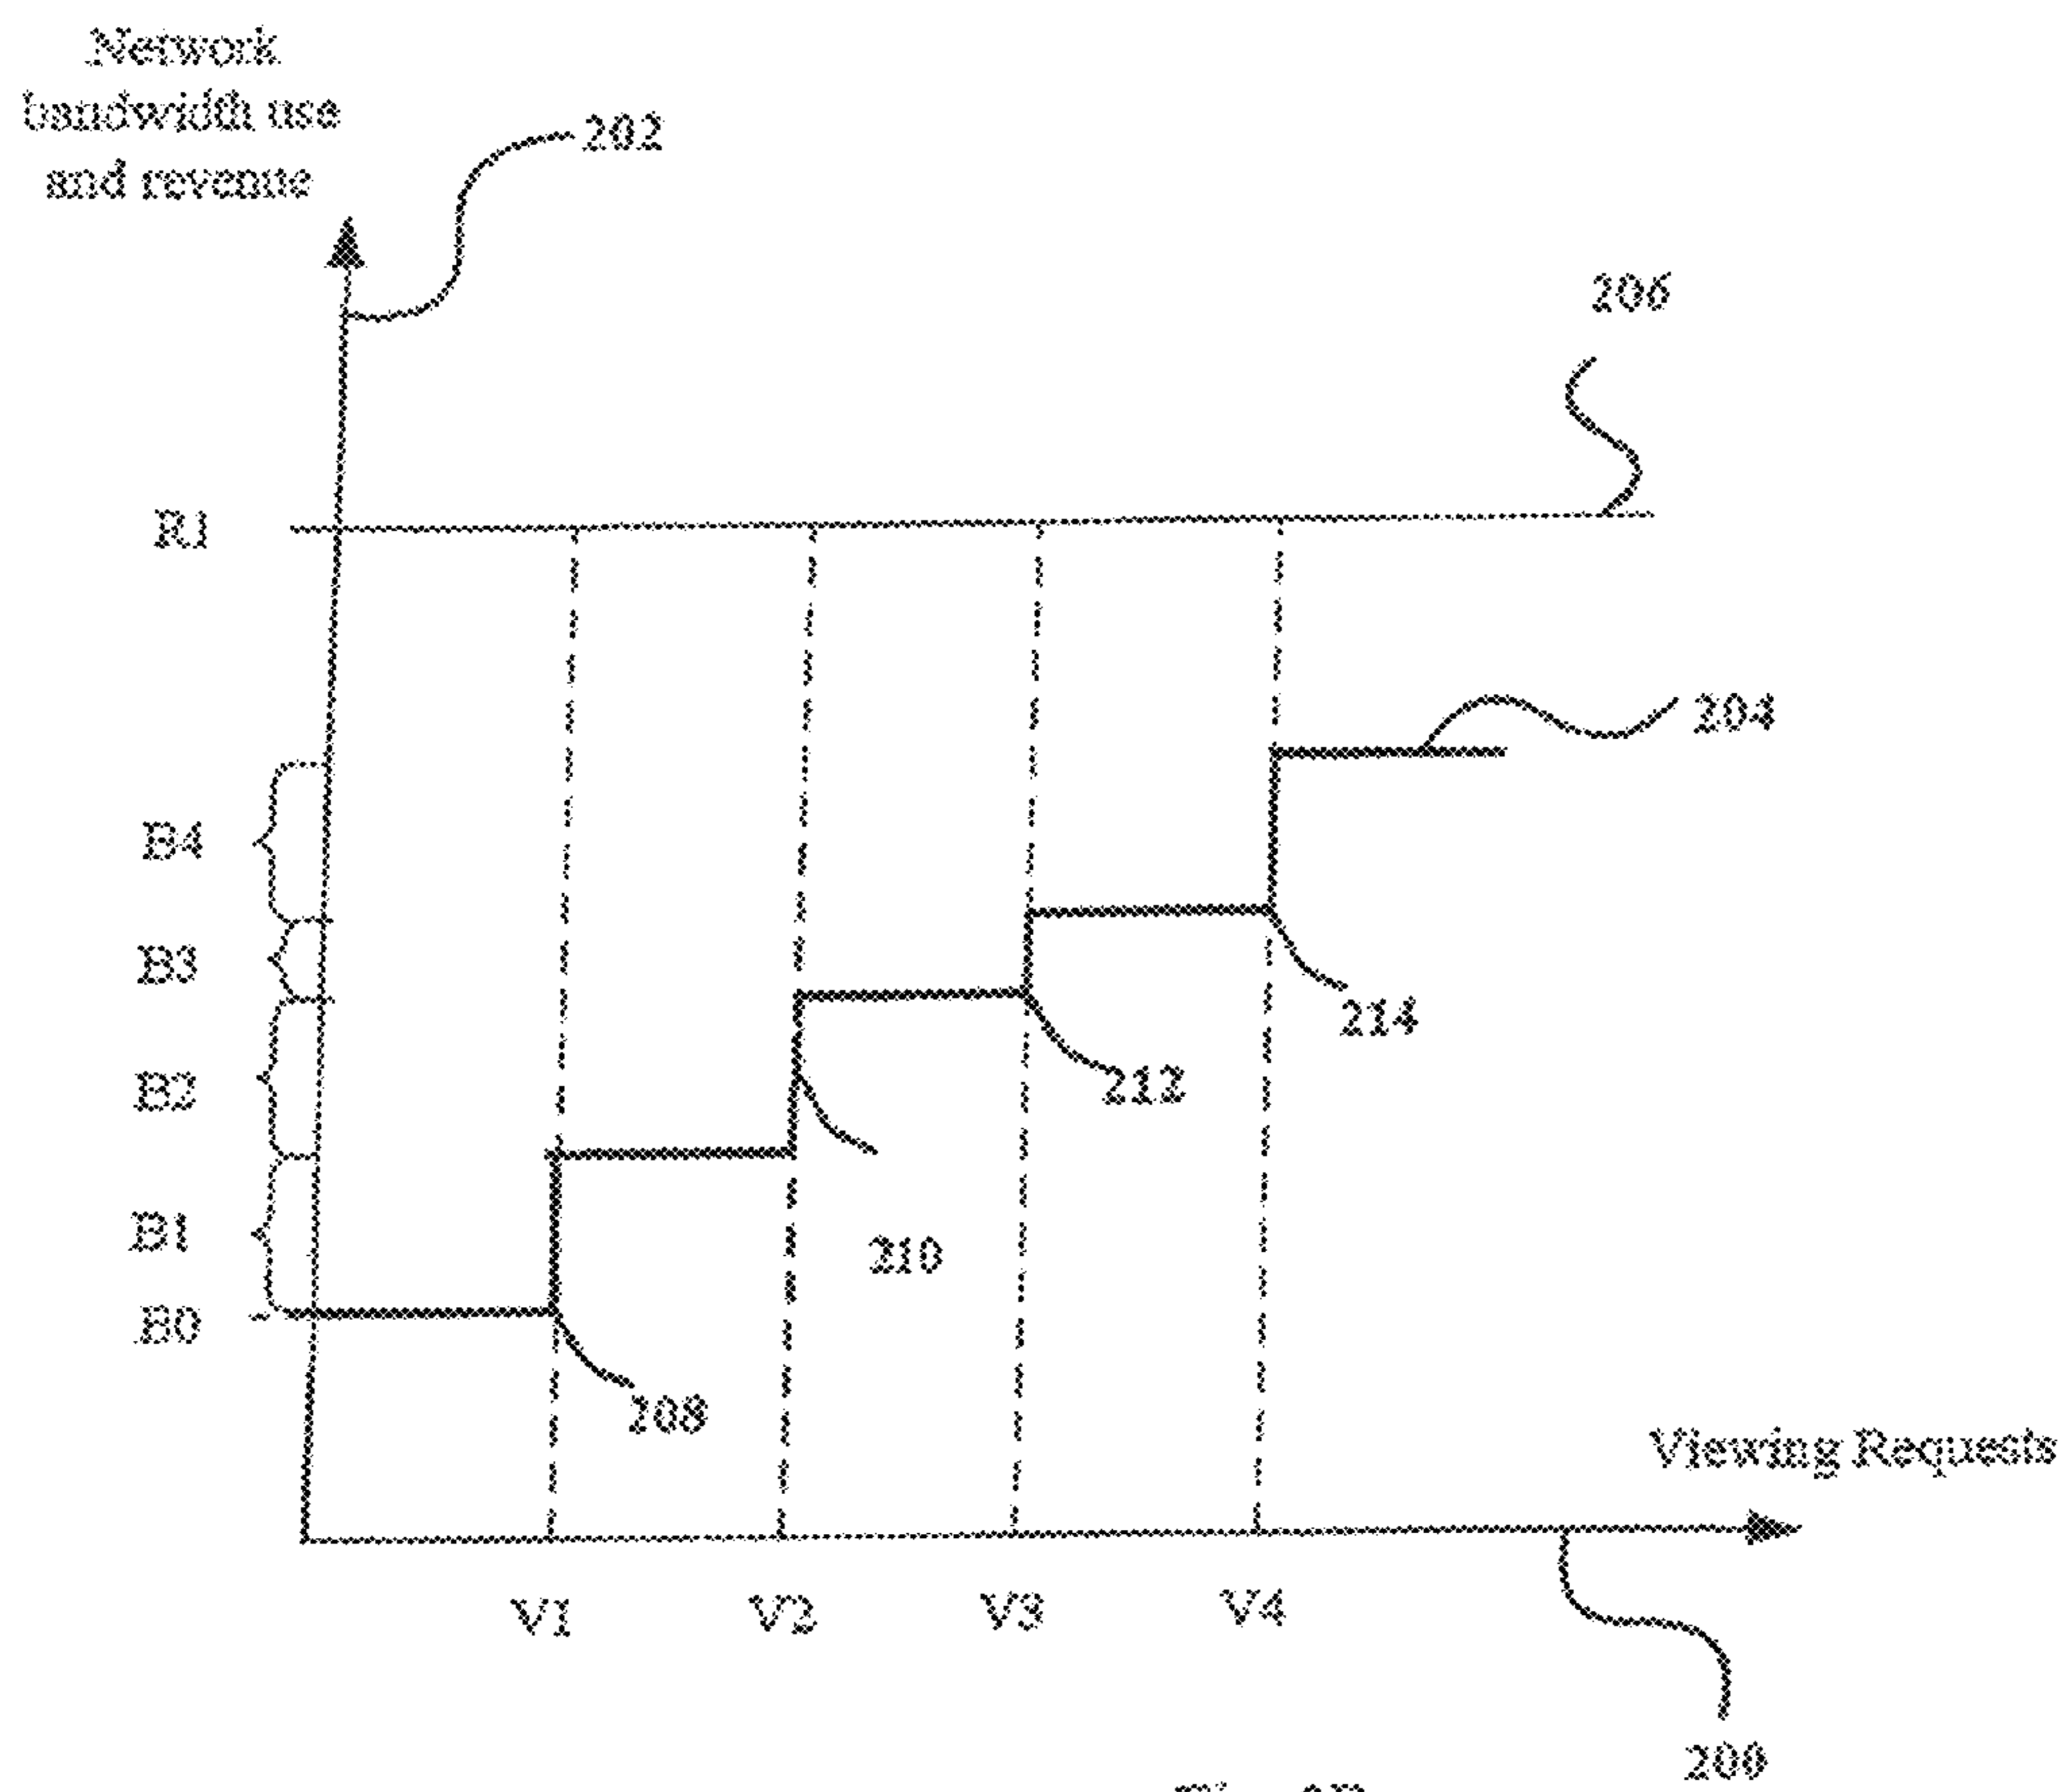 Network
bandwidth use
and revenue
202
206
R1
204
B4
B3
214
B2
212
B1
210
B0
208
Viewing Requests
V1 V2 V3 V4
200